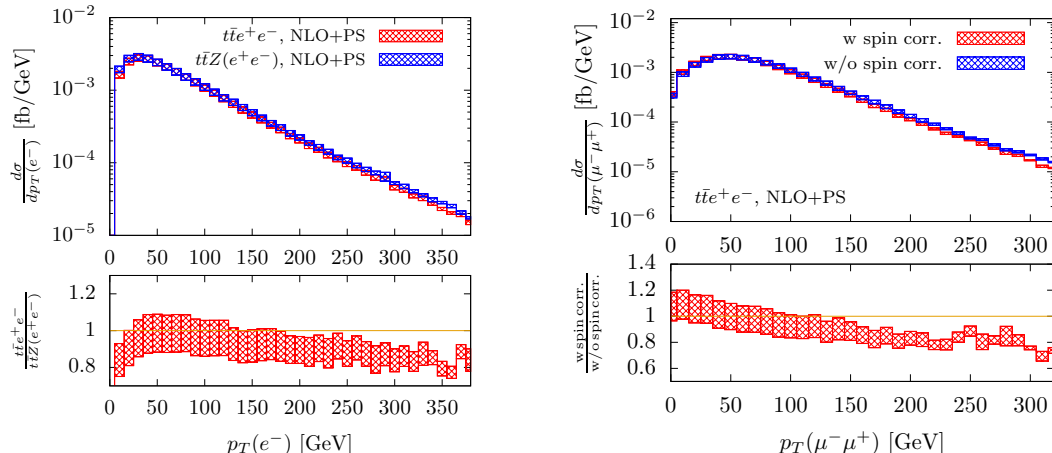 10⁻²
10⁻³
10⁻⁴
10⁻⁵
dσ/dp_T(e⁻) [fb/GeV]
tt̄e⁺e⁻, NLO+PS
tt̄Z(e⁺e⁻), NLO+PS
0 50 100 150 200 250 300 350
1.2
1
0.8
tt̄e⁺e⁻/tt̄Z(e⁺e⁻)
0 50 100 150 200 250 300 350
p_T(e⁻) [GeV]
10⁻¹
10⁻²
10⁻³
10⁻⁴
10⁻⁵
10⁻⁶
dσ/dp_T(μ⁻μ⁺) [fb/GeV]
w spin corr.
w/o spin corr.
tt̄e⁺e⁻, NLO+PS
0 50 100 150 200 250 300
1.4
1.2
1
0.8
0.6
w spin corr./w/o spin corr.
0 50 100 150 200 250 300
p_T(μ⁻μ⁺) [GeV]